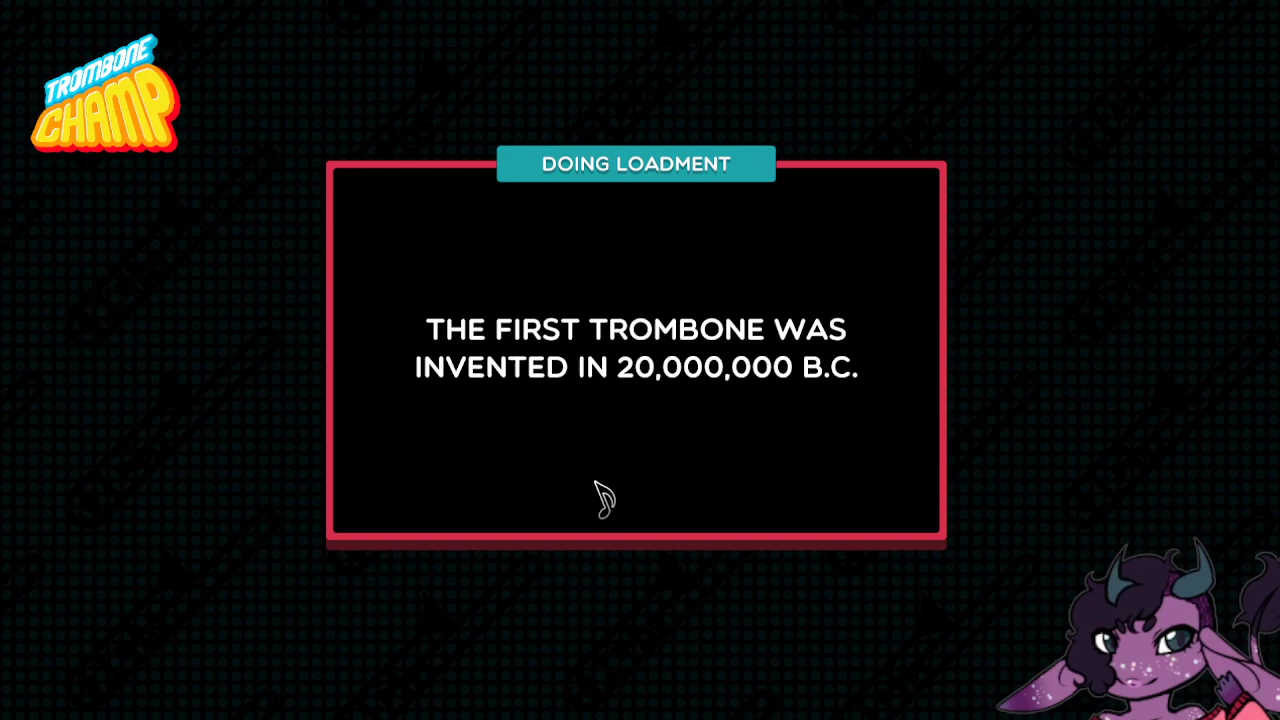 TROMBONE
CHAMP
DOING LOADMENT
THE FIRST TROMBONE WAS
INVENTED IN 20,000,000 B.C.